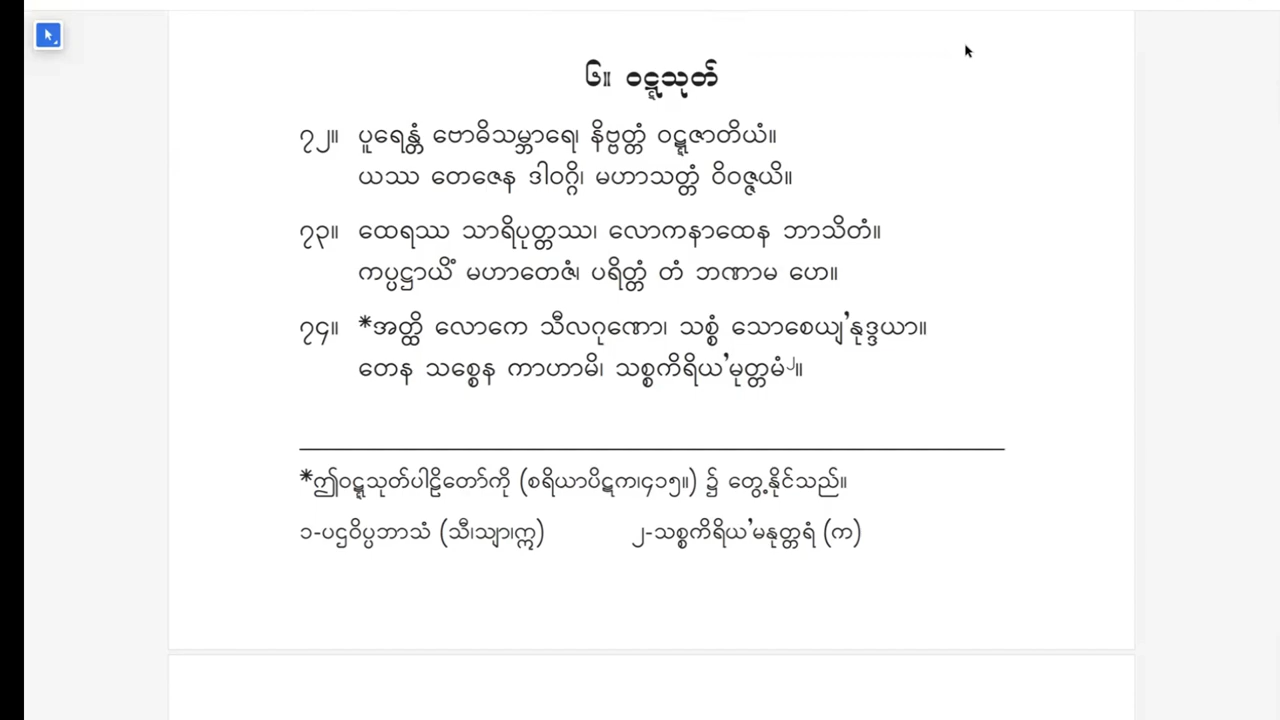 ၆။ ဝဋ္ဋသုတ်
၇၂။ ပူရေန္တံ ဗောဓိသမ္ဘာရေ၊ နိဗ္ဗတ္တံ ဝဋ္ဋဇာတိယံ။
ယဿ တေဇေန ဒါဝဂ္ဂိ၊ မဟာသတ္တံ ဝိဝဇ္ဇယိ။
၇၃။ ထေရဿ သာရိပုတ္တဿ၊ လောကနာထေန ဘာသိတံ။
ကပ္ပဋ္ဌာယိံ မဟာတေဇံ၊ ပရိတ္တံ တံ ဘဏာမ ဟေ။
၇၄။ *အတ္ထိ လောကေ သီလဂုဏော၊ သစ္စံ သောစေယျ’နုဒ္ဒယာ။
တေန သစ္စေန ကာဟာမိ၊ သစ္စကိရိယ’မုတ္တမံ၂။
*ဤဝဋ္ဋသုတ်ပါဠိတော်ကို (စရိယာပိဋက၊၄၁၅။) ၌ တွေ့နိုင်သည်။
၁-ပဌဝိပ္ပဘာသံ (သီ၊သျာ၊ဣ) ၂-သစ္စကိရိယ’မနုတ္တရံ (က)